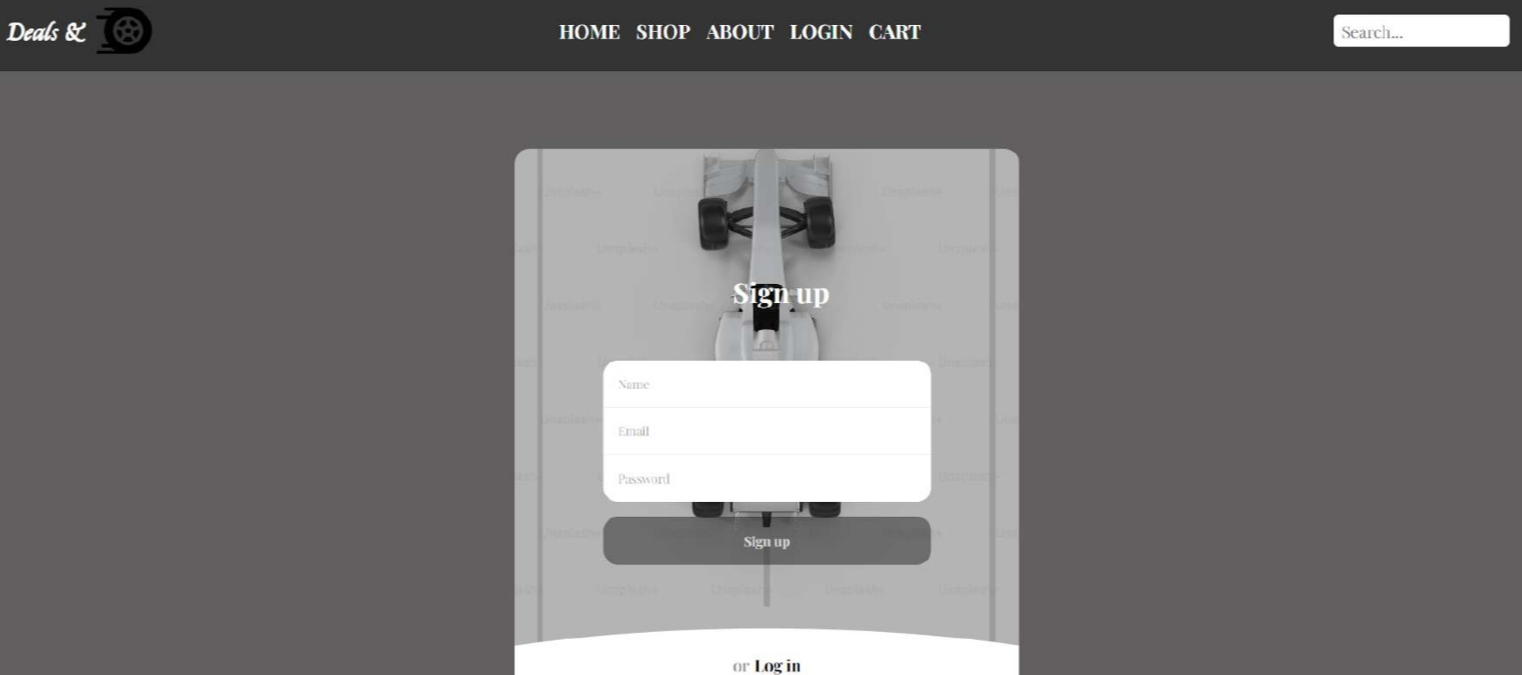 Deals &
HOME SHOP ABOUT LOGIN CART
Search...
Sign up
Name
Email
Password
Sign up
or Log in